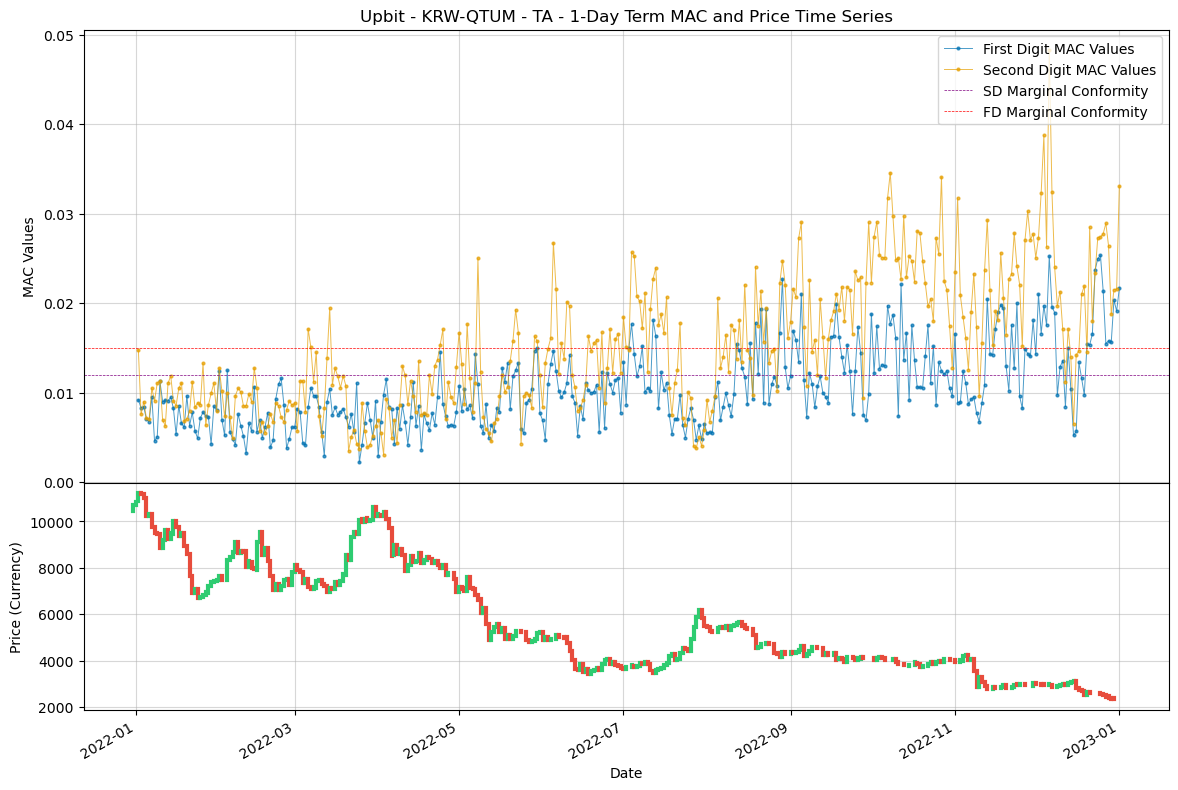 Upbit - KRW-QTUM - TA - 1-Day Term MAC and Price Time Series
First Digit MAC Values
Second Digit MAC Values
SD Marginal Conformity
FD Marginal Conformity
MAC Values
0.05
0.04
0.03
0.02
0.01
0.00
Price (Currency)
10000
8000
6000
4000
2000
2022-01
2022-03
2022-05
2022-07
2022-09
2022-11
2023-01
Date